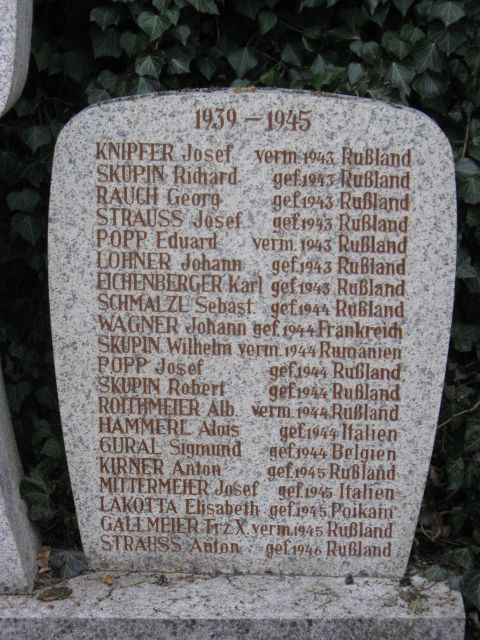 1939 – 1945
KNIPFER Josef verm. 1943 Rußland
SKUPIN Richard gef. 1943 Rußland
RAUCH Georg gef. 1943 Rußland
STRAUSS Josef gef. 1943 Rußland
POPP Eduard verm. 1943 Rußland
LOHNER Johann gef. 1943 Rußland
EICHENBERGER Karl gef. 1943 Rußland
SCHMALZL Sebast. gef. 1944 Rußland
WAGNER Johann gef. 1944 Frankreich
SKUPIN Wilhelm verm. 1944 Rumänien
POPP Josef gef. 1944 Rußland
SKUPIN Robert gef. 1944 Rußland
ROITHMEIER Alb. verm. 1944 Rußland
HAMMERL Alois gef. 1944 Italien
GURAL Sigmund gef. 1944 Belgien
KIRNER Anton gef. 1945 Rußland
MITTERMEIER Josef gef. 1945 Italien
LAKOTTA Elisabeth gef. 1945 Poikam
GALLMEIER Frz. X. verm. 1945 Rußland
STRAUSS Anton gef. 1946 Rußland